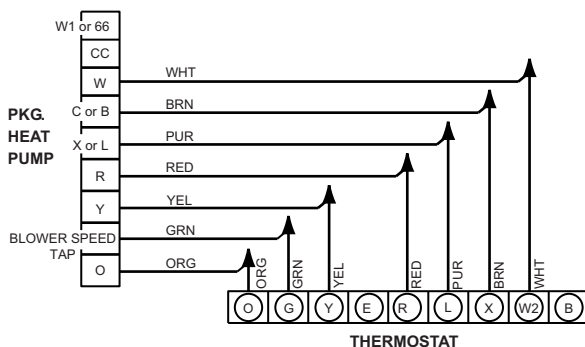 W1 or 66
CC
W
WHT
PKG.
HEAT
PUMP
C or B
BRN
X or L
PUR
R
RED
Y
YEL
BLOWER SPEED
TAP
GRN
O
ORG
ORG
GRN
YEL
RED
PUR
BRN
WHT
O
G
Y
E
R
L
X
W2
B
THERMOSTAT